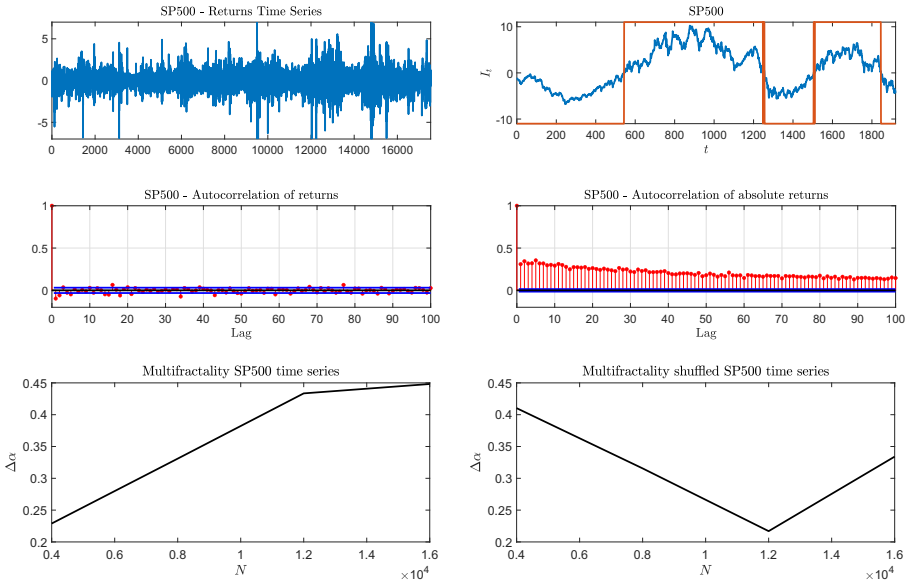 SP500 - Returns Time Series
5
0
-5
0 2000 4000 6000 8000 10000 12000 14000 16000
SP500
10
0
-10
I_t
0 200 400 600 800 1000 1200 1400 1600 1800
t
SP500 - Autocorrelation of returns
1
0.5
0
0 10 20 30 40 50 60 70 80 90 100
Lag
SP500 - Autocorrelation of absolute returns
1
0.5
0
0 10 20 30 40 50 60 70 80 90 100
Lag
Multifractality SP500 time series
0.45
0.4
0.35
0.3
0.25
0.2
Δα
0.4 0.6 0.8 1 1.2 1.4 1.6
N
×10^4
Multifractality shuffled SP500 time series
0.45
0.4
0.35
0.3
0.25
0.2
Δα
0.4 0.6 0.8 1 1.2 1.4 1.6
N
×10^4